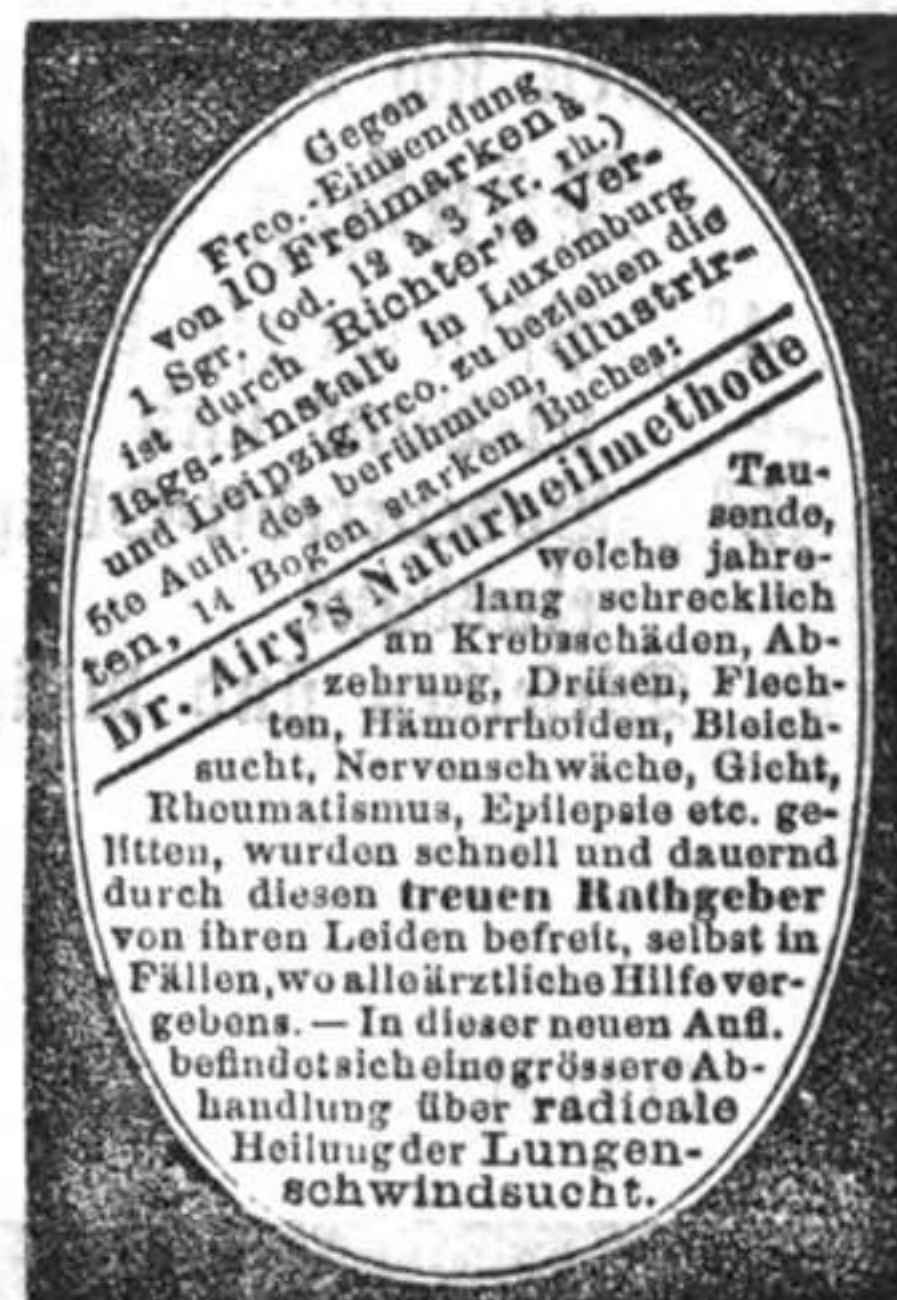 Gegen
Frco.-Einsendung
von 10 Freimarken à
1 Sgr. (od. 12 à 3 Xr. rh.)
ist durch Richter's Ver-
lags-Anstalt in Luxemburg
und Leipzig frco. zu beziehen die
5te Aufl. des berühmten, illustrir-
ten, 14 Bogen starken Buches:
Dr. Airy's Naturheilmethode
Tau-
sende,
welche jahre-
lang schrecklich
an Krebsschäden, Ab-
zehrung, Drüsen, Flech-
ten, Hämorrhoiden, Bleich-
sucht, Nervenschwäche, Gicht,
Rheumatismus, Epilepsie etc. ge-
litten, wurden schnell und dauernd
durch diesen treuen Rathgeber
von ihren Leiden befreit, selbst in
Fällen, wo alle ärztliche Hilfe ver-
gebens. — In dieser neuen Aufl.
befindet sich eine grössere Ab-
handlung über radicale
Heilung der Lungen-
schwindsucht.